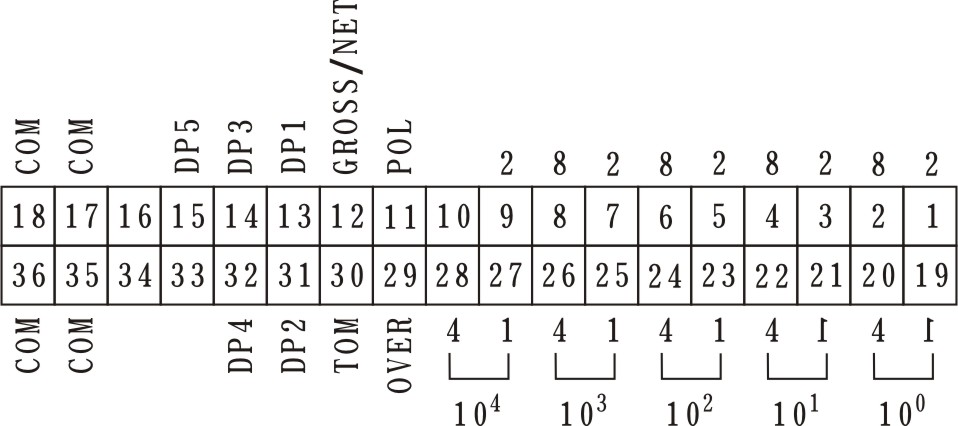 COM COM DP5 DP3 DP1 GROSS/NET POL 2 8 2 8 2 8 2 8 2
18 17 16 15 14 13 12 11 10 9 8 7 6 5 4 3 2 1
36 35 34 33 32 31 30 29 28 27 26 25 24 23 22 21 20 19
COM COM DP4 DP2 TOM OVER 4 1 4 1 4 1 4 1 4 1
10⁴ 10³ 10² 10¹ 10⁰